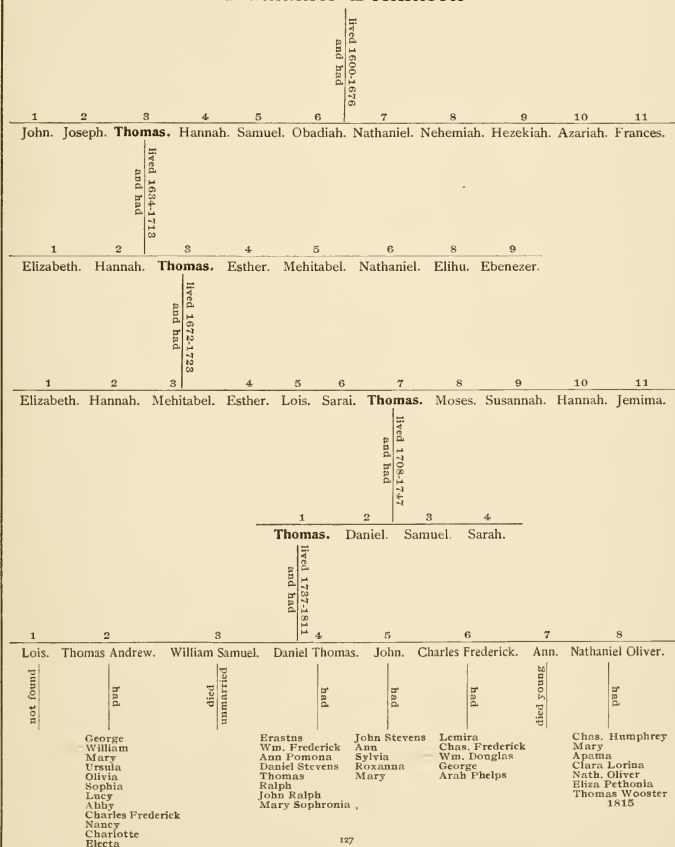 lived 1600-1676
and had
1 2 3 4 5 6 7 8 9 10 11
John. Joseph. Thomas. Hannah. Samuel. Obadiah. Nathaniel. Nehemiah. Hezekiah. Azariah. Frances.
lived 1634-1713
and had
1 2 3 4 5 6 8 9
Elizabeth. Hannah. Thomas. Esther. Mehitabel. Nathaniel. Elihu. Ebenezer.
lived 1672-1723
and had
1 2 3 4 5 6 7 8 9 10 11
Elizabeth. Hannah. Mehitabel. Esther. Lois. Sarai. Thomas. Moses. Susannah. Hannah. Jemima.
lived 1708-1747
and had
1 2 3 4
Thomas. Daniel. Samuel. Sarah.
lived 1737-1811
and had
1 2 3 4 5 6 7 8
Lois. Thomas Andrew. William Samuel. Daniel Thomas. John. Charles Frederick. Ann. Nathaniel Oliver.
not found
had
died
unmarried
had
had
had
died young
had
George
William
Mary
Ursula
Olivia
Sophia
Lucy
Abby
Charles Frederick
Nancy
Charlotte
Electa
Erastns
Wm. Frederick
Ann Pomona
Daniel Stevens
Thomas
Ralph
John Ralph
Mary Sophronia
John Stevens
Ann
Sylvia
Roxanna
Mary
Lemira
Chas. Frederick
Wm. Douglas
George
Arah Phelps
Chas. Humphrey
Mary
Apama
Clara Lorina
Nath. Oliver
Eliza Pethonia
Thomas Wooster
1815
127